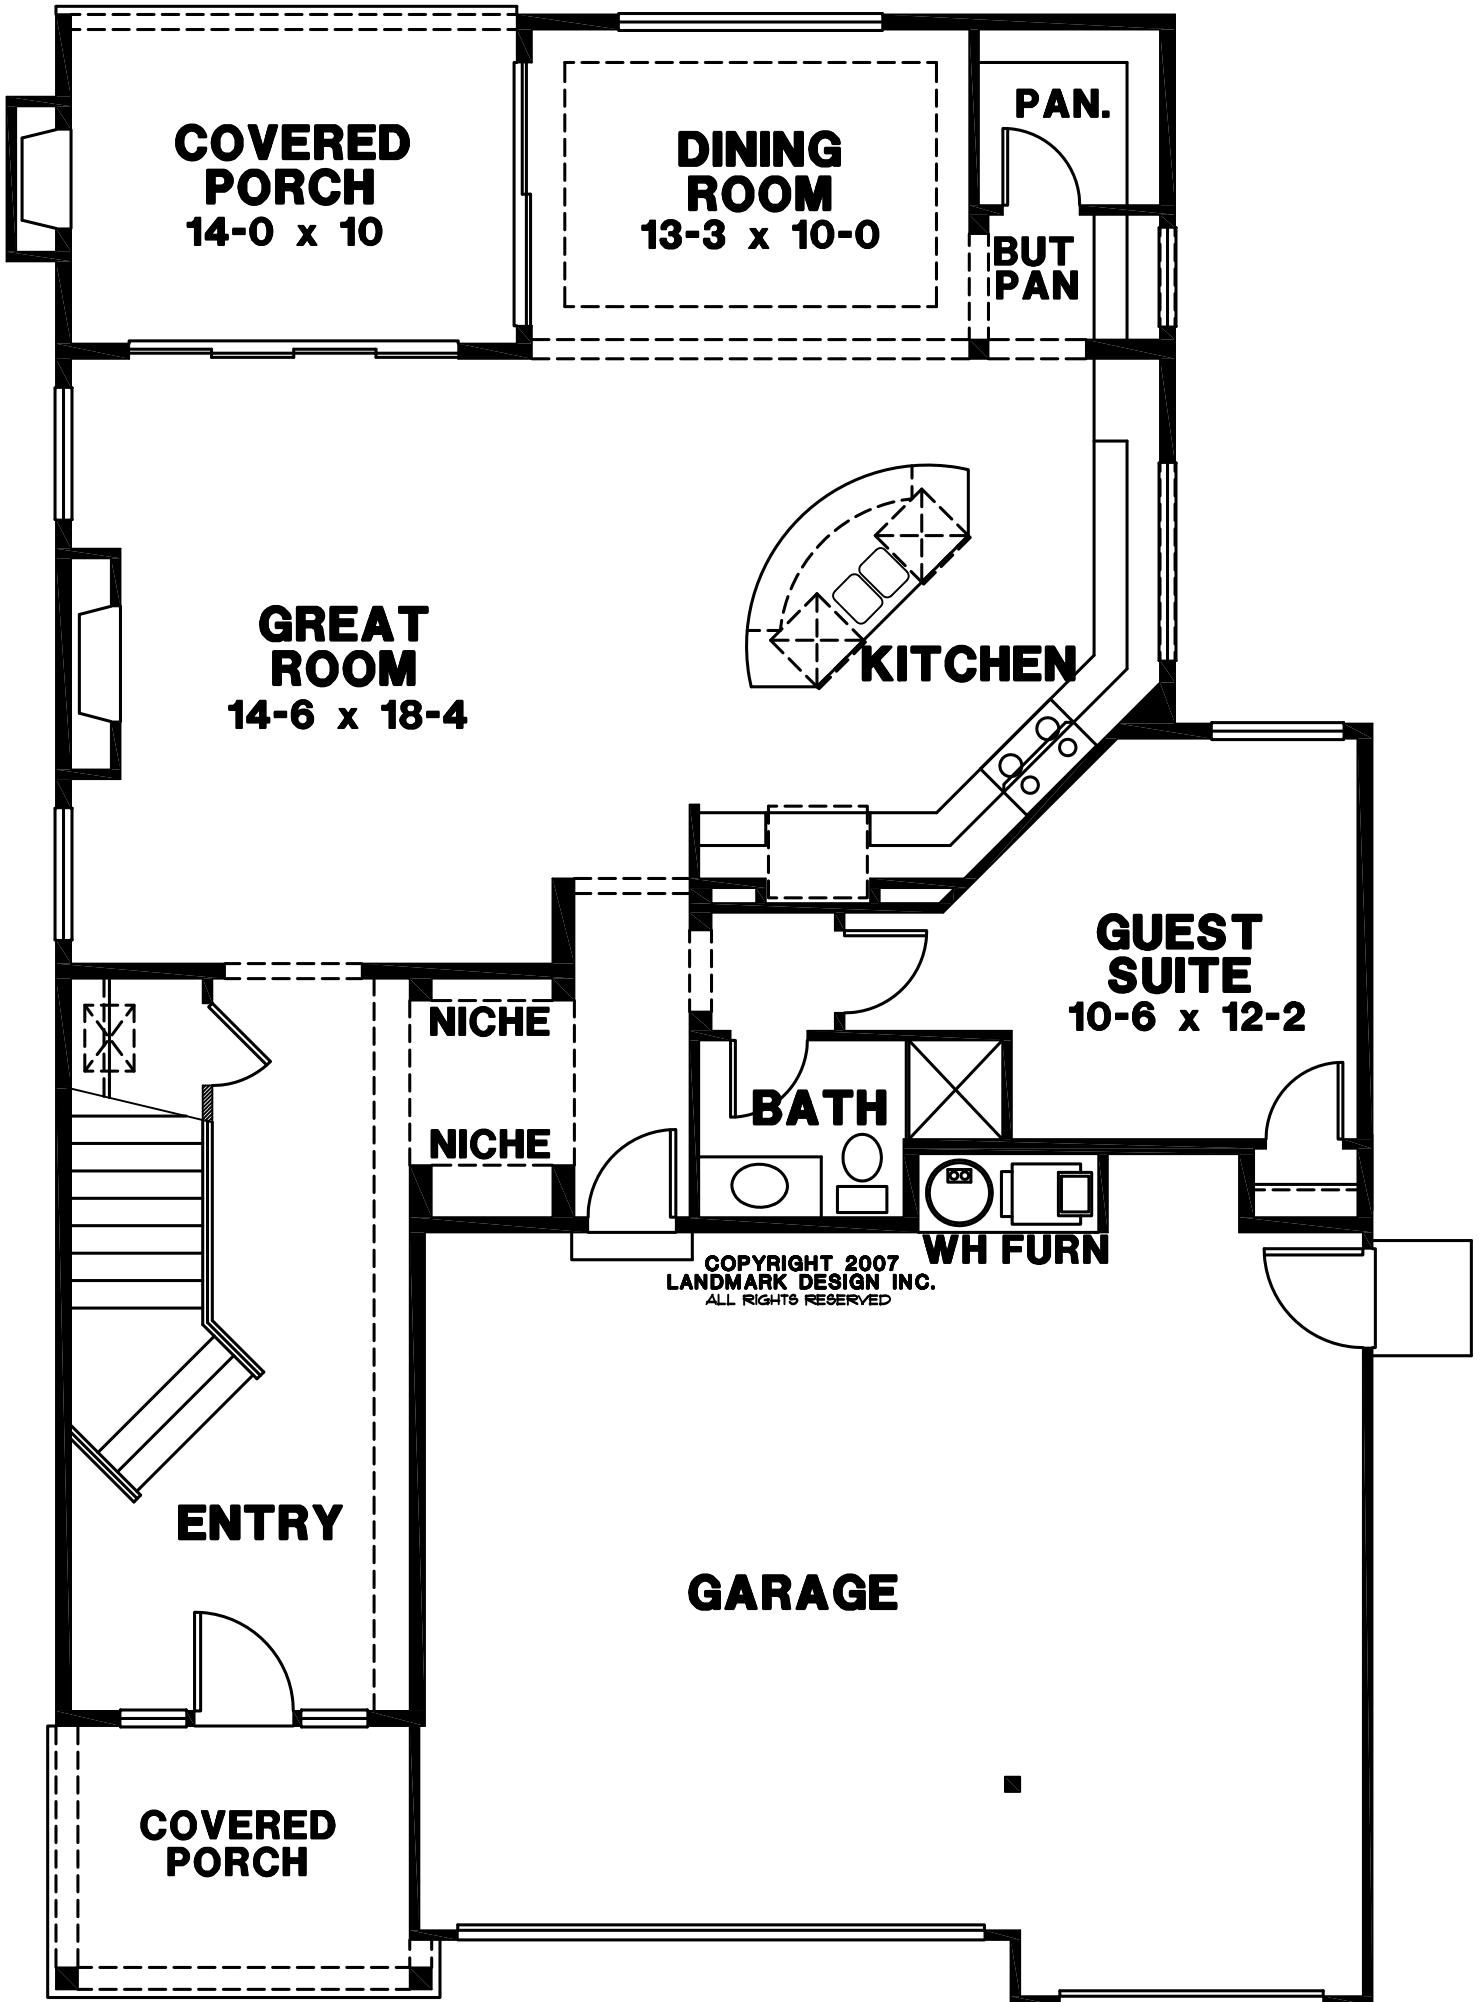 COVERED
PORCH
14-0 x 10
DINING
ROOM
13-3 x 10-0
PAN.
BUT
PAN
GREAT
ROOM
14-6 x 18-4
KITCHEN
GUEST
SUITE
10-6 x 12-2
NICHE
NICHE
BATH
WH FURN
COPYRIGHT 2007
LANDMARK DESIGN INC.
ALL RIGHTS RESERVED
ENTRY
GARAGE
COVERED
PORCH